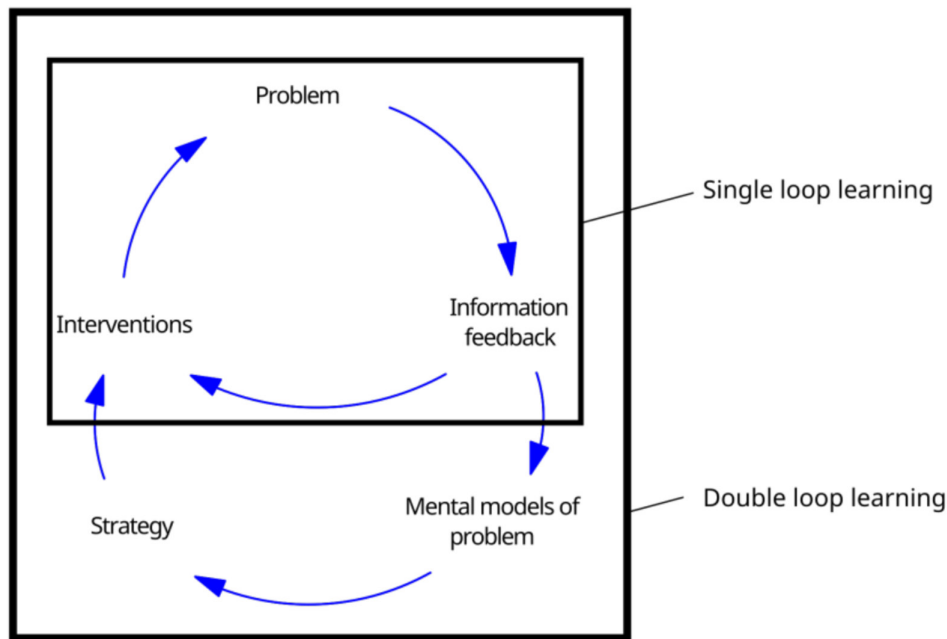 Problem
Single loop learning
Interventions
Information
feedback
Strategy
Mental models of
problem
Double loop learning